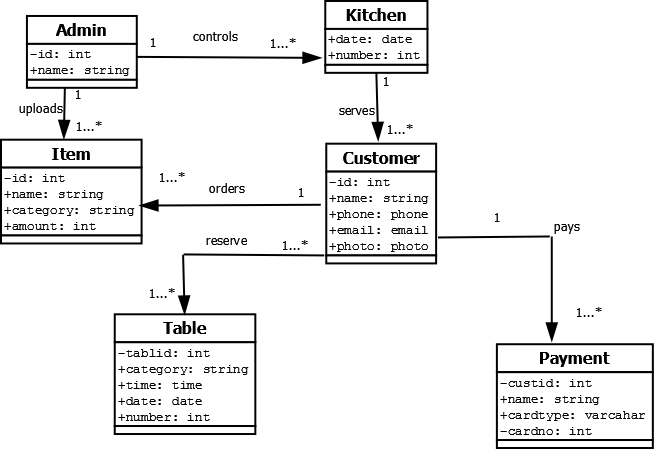 Admin
-id: int
+name: string
1
controls
1...*
Kitchen
+date: date
+number: int
1
uploads
1...*
1
serves
1...*
Item
-id: int
+name: string
+category: string
+amount: int
1...*
orders
1
Customer
-id: int
+name: string
+phone: phone
+email: email
+photo: photo
reserve
1...*
1...*
1
pays
1...*
Table
-tablid: int
+category: string
+time: time
+date: date
+number: int
Payment
-custid: int
+name: string
+cardtype: varcahar
-cardno: int